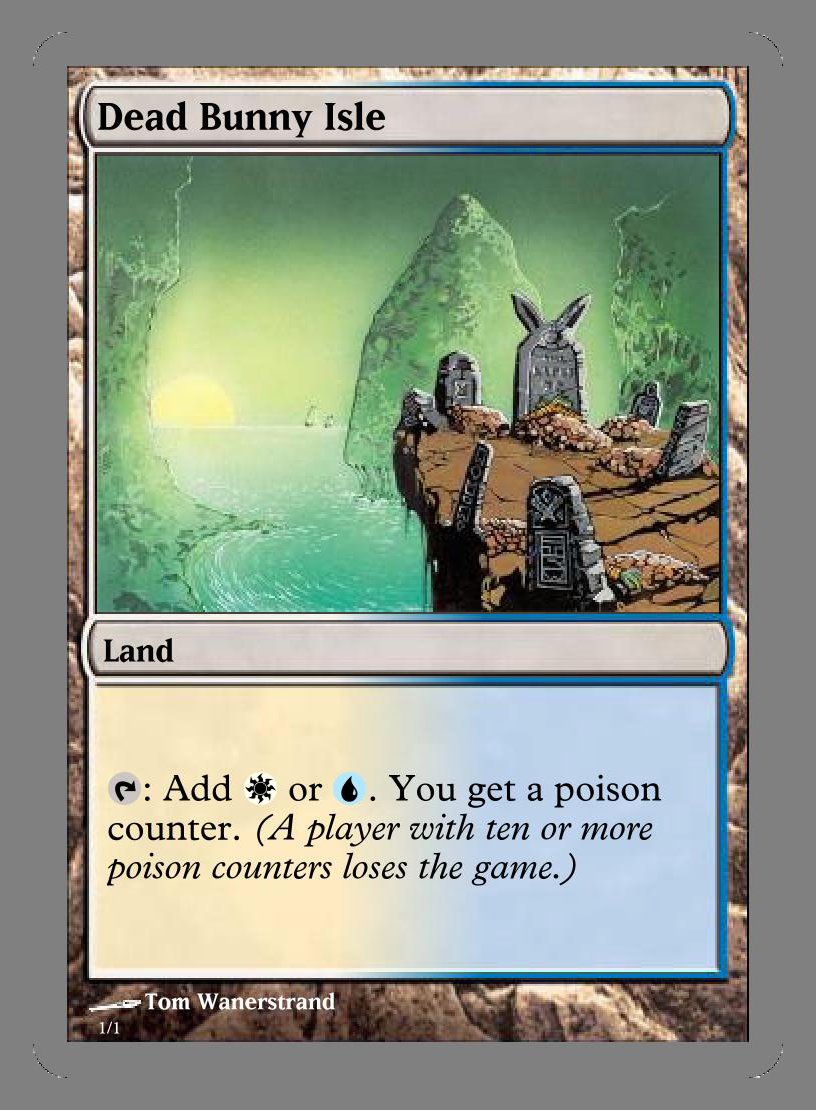 Dead Bunny Isle
Land
: Add or . You get a poison
counter. (A player with ten or more
poison counters loses the game.)
Tom Wanerstrand
1/1